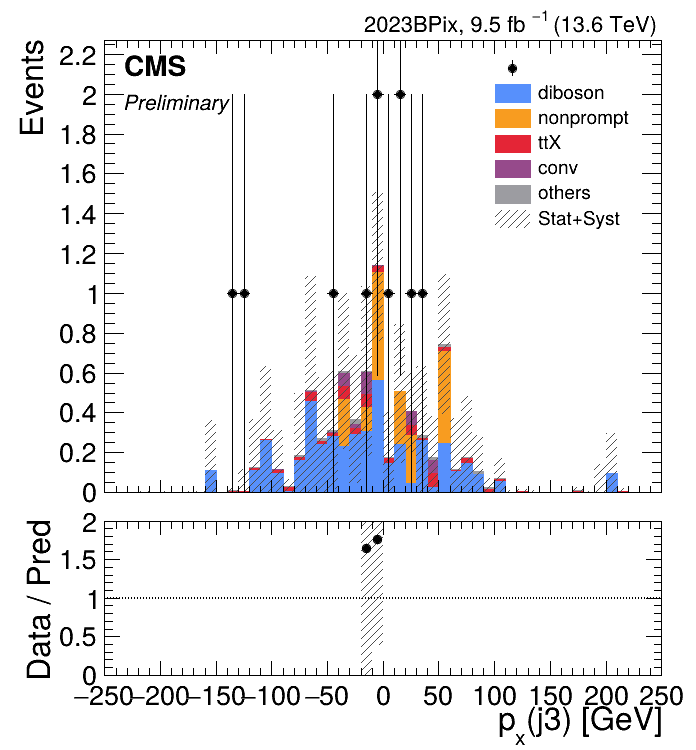 2023BPix, 9.5 fb⁻¹ (13.6 TeV)
CMS
Preliminary
Events
2.2
2
1.8
1.6
1.4
1.2
1
0.8
0.6
0.4
0.2
0
diboson
nonprompt
ttX
conv
others
Stat+Syst
Data / Pred
2
1.5
1
0.5
0
−250 −200 −150 −100 −50 0 50 100 150 200 250
pₓ(j3) [GeV]